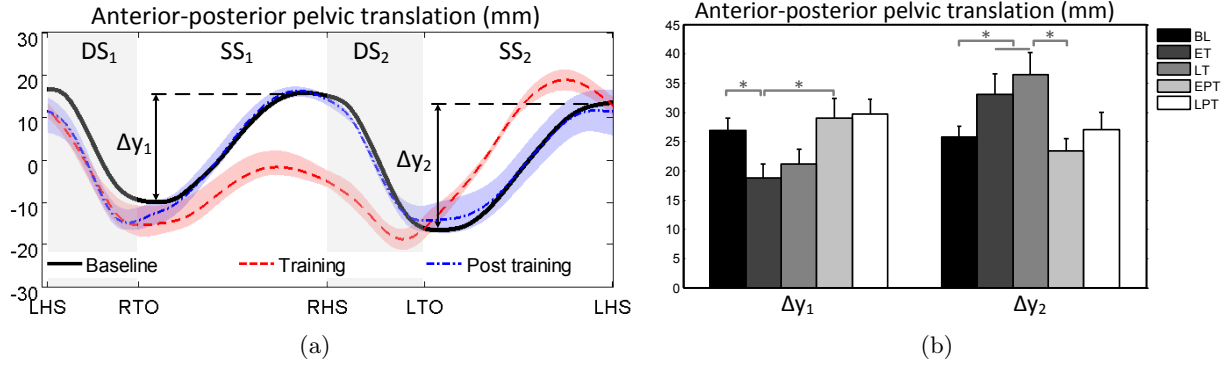 Anterior-posterior pelvic translation (mm)
30
20
10
0
-10
-20
-30
DS1
SS1
DS2
SS2
Δy1
Δy2
Baseline
Training
Post training
LHS
RTO
RHS
LTO
LHS
(a)
Anterior-posterior pelvic translation (mm)
45
40
35
30
25
20
15
10
5
0
* * * *
BL
ET
LT
EPT
LPT
Δy1
Δy2
(b)